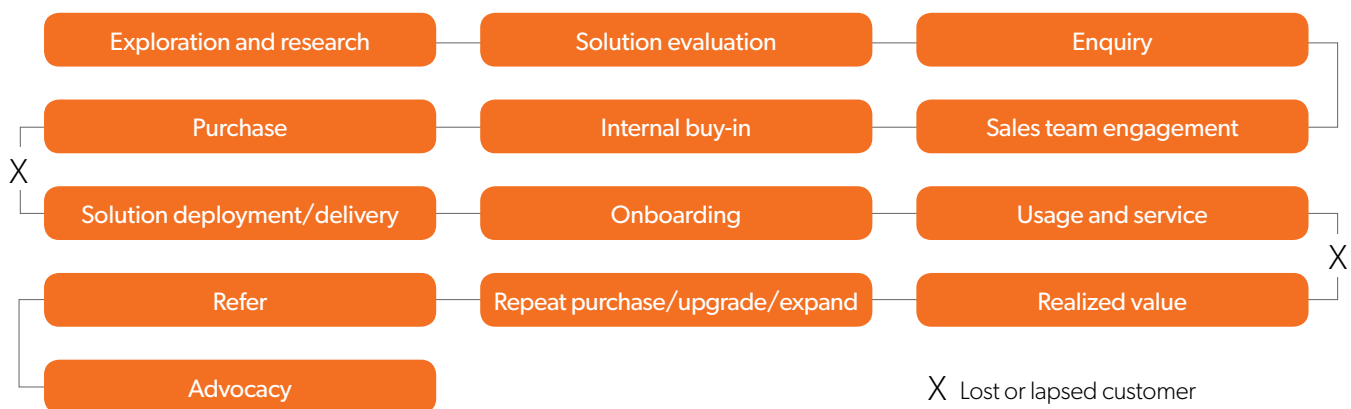 Exploration and research
Solution evaluation
Enquiry
Purchase
Internal buy-in
Sales team engagement
X
Solution deployment/delivery
Onboarding
Usage and service
X
Refer
Repeat purchase/upgrade/expand
Realized value
Advocacy
X Lost or lapsed customer